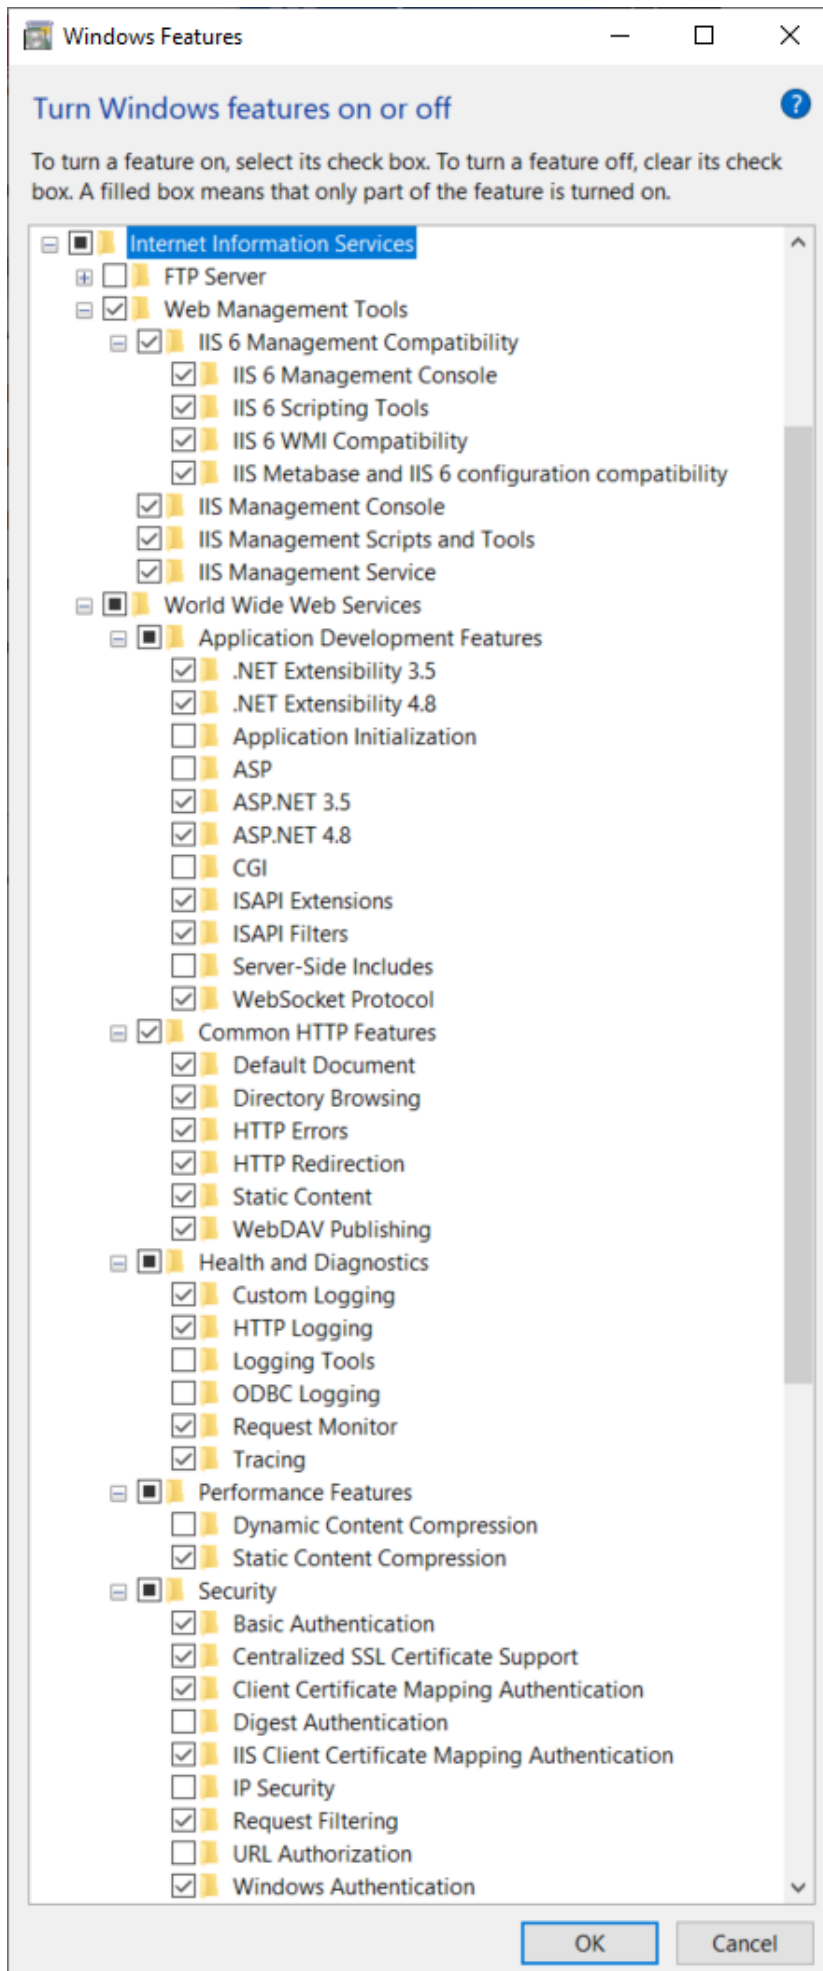 Windows Features
Turn Windows features on or off
To turn a feature on, select its check box. To turn a feature off, clear its check
box. A filled box means that only part of the feature is turned on.
Internet Information Services
FTP Server
Web Management Tools
IIS 6 Management Compatibility
IIS 6 Management Console
IIS 6 Scripting Tools
IIS 6 WMI Compatibility
IIS Metabase and IIS 6 configuration compatibility
IIS Management Console
IIS Management Scripts and Tools
IIS Management Service
World Wide Web Services
Application Development Features
.NET Extensibility 3.5
.NET Extensibility 4.8
Application Initialization
ASP
ASP.NET 3.5
ASP.NET 4.8
CGI
ISAPI Extensions
ISAPI Filters
Server-Side Includes
WebSocket Protocol
Common HTTP Features
Default Document
Directory Browsing
HTTP Errors
HTTP Redirection
Static Content
WebDAV Publishing
Health and Diagnostics
Custom Logging
HTTP Logging
Logging Tools
ODBC Logging
Request Monitor
Tracing
Performance Features
Dynamic Content Compression
Static Content Compression
Security
Basic Authentication
Centralized SSL Certificate Support
Client Certificate Mapping Authentication
Digest Authentication
IIS Client Certificate Mapping Authentication
IP Security
Request Filtering
URL Authorization
Windows Authentication
OK
Cancel